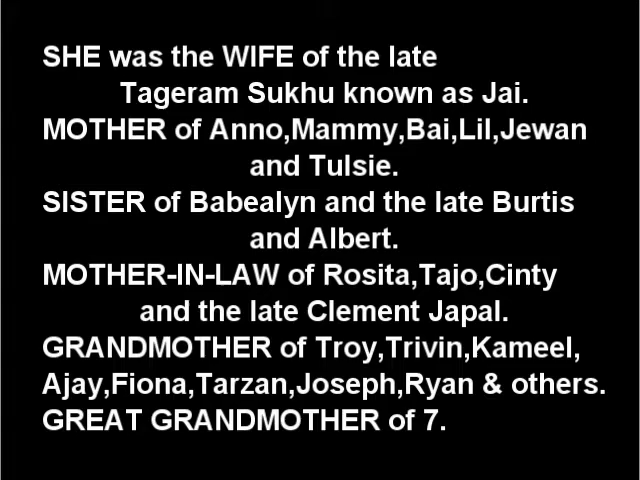 SHE was the WIFE of the late
Tageram Sukhu known as Jai.
MOTHER of Anno,Mammy,Bai,Lil,Jewan
and Tulsie.
SISTER of Babealyn and the late Burtis
and Albert.
MOTHER-IN-LAW of Rosita,Tajo,Cinty
and the late Clement Japal.
GRANDMOTHER of Troy,Trivin,Kameel,
Ajay,Fiona,Tarzan,Joseph,Ryan & others.
GREAT GRANDMOTHER of 7.